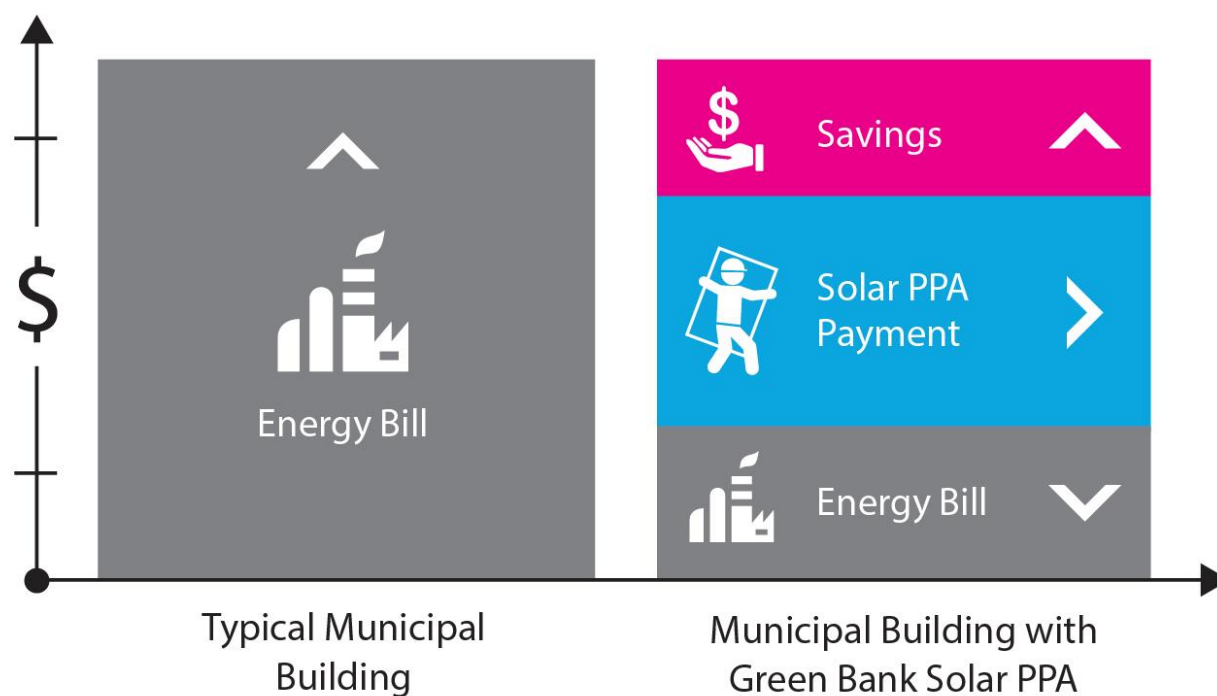 $
Energy Bill
$
Savings
Solar PPA
Payment
Energy Bill
Typical Municipal
Building
Municipal Building with
Green Bank Solar PPA